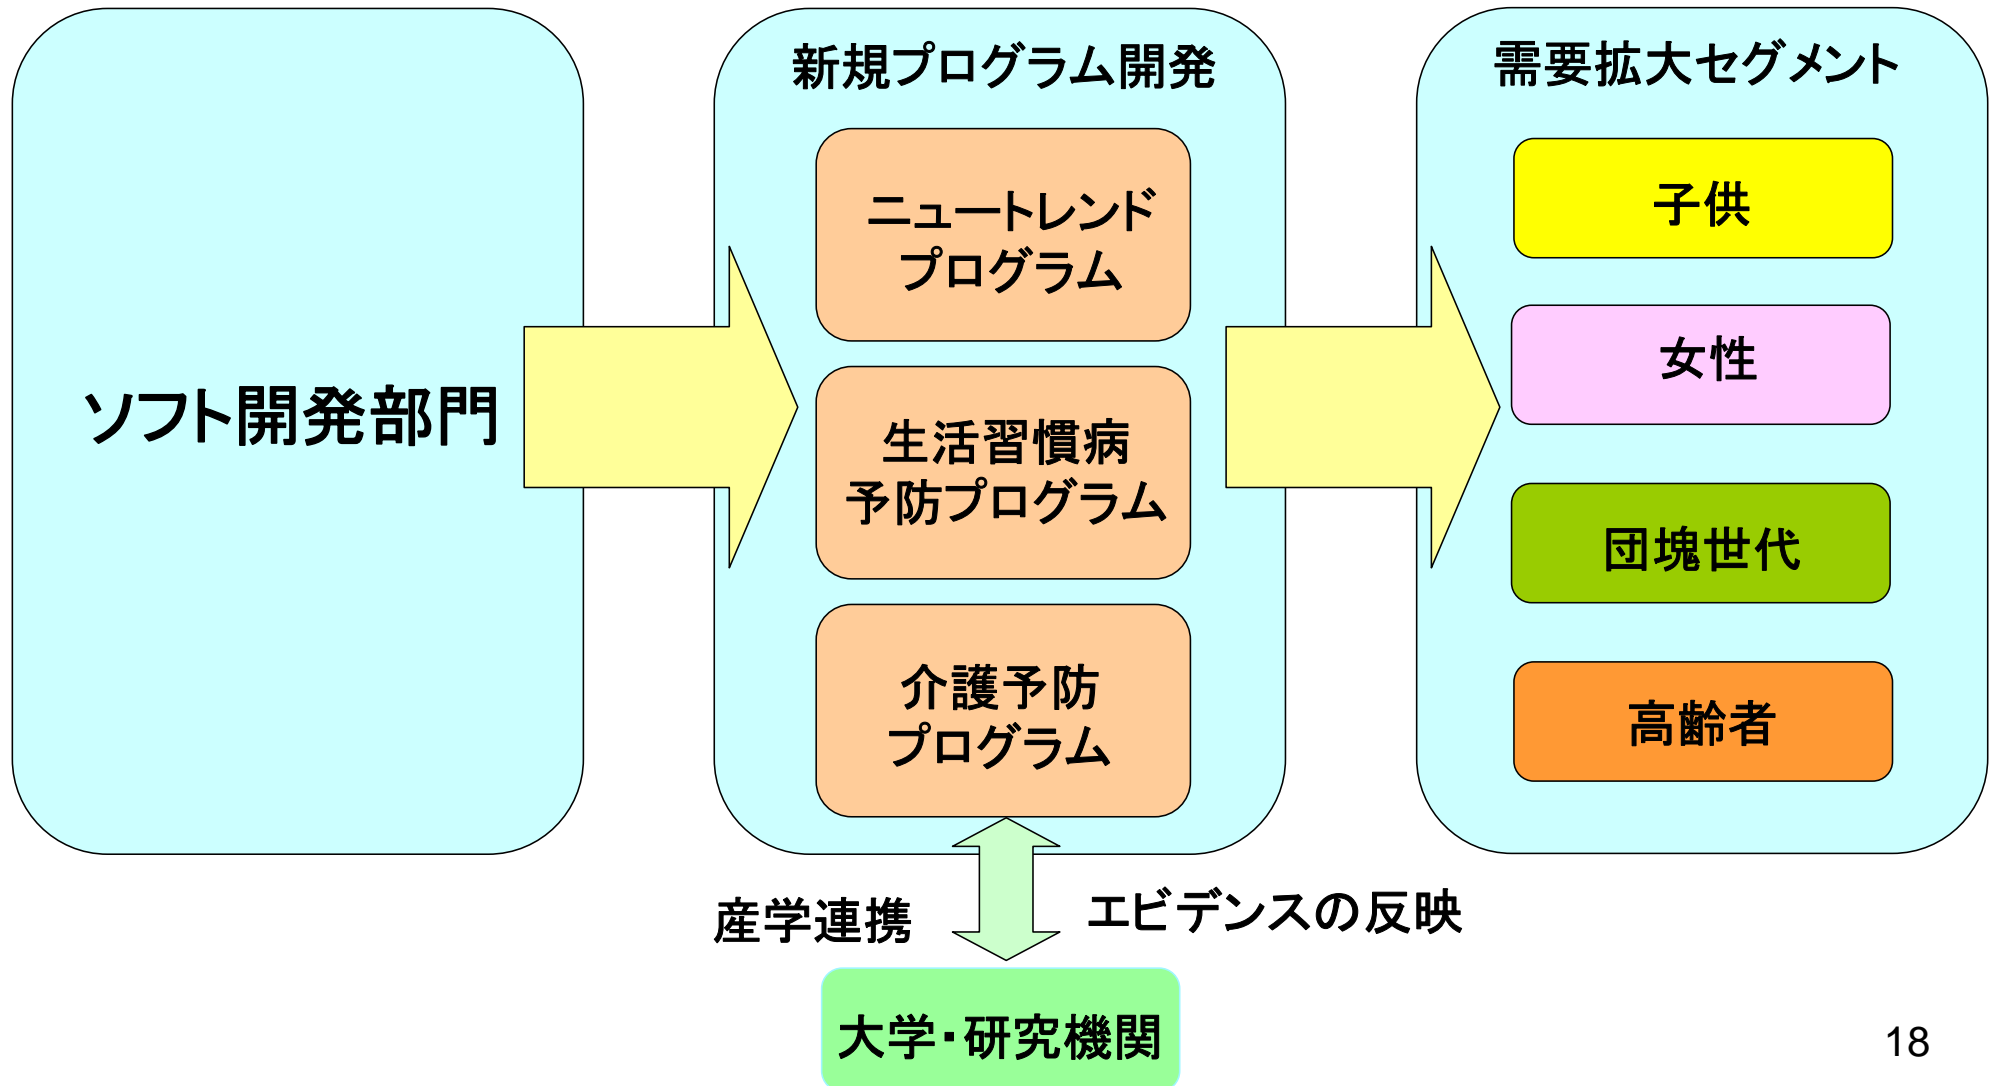 ソフト開発部門
新規プログラム開発
ニュートレンド
プログラム
生活習慣病
予防プログラム
介護予防
プログラム
需要拡大セグメント
子供
女性
団塊世代
高齢者
産学連携
エビデンスの反映
大学・研究機関
18